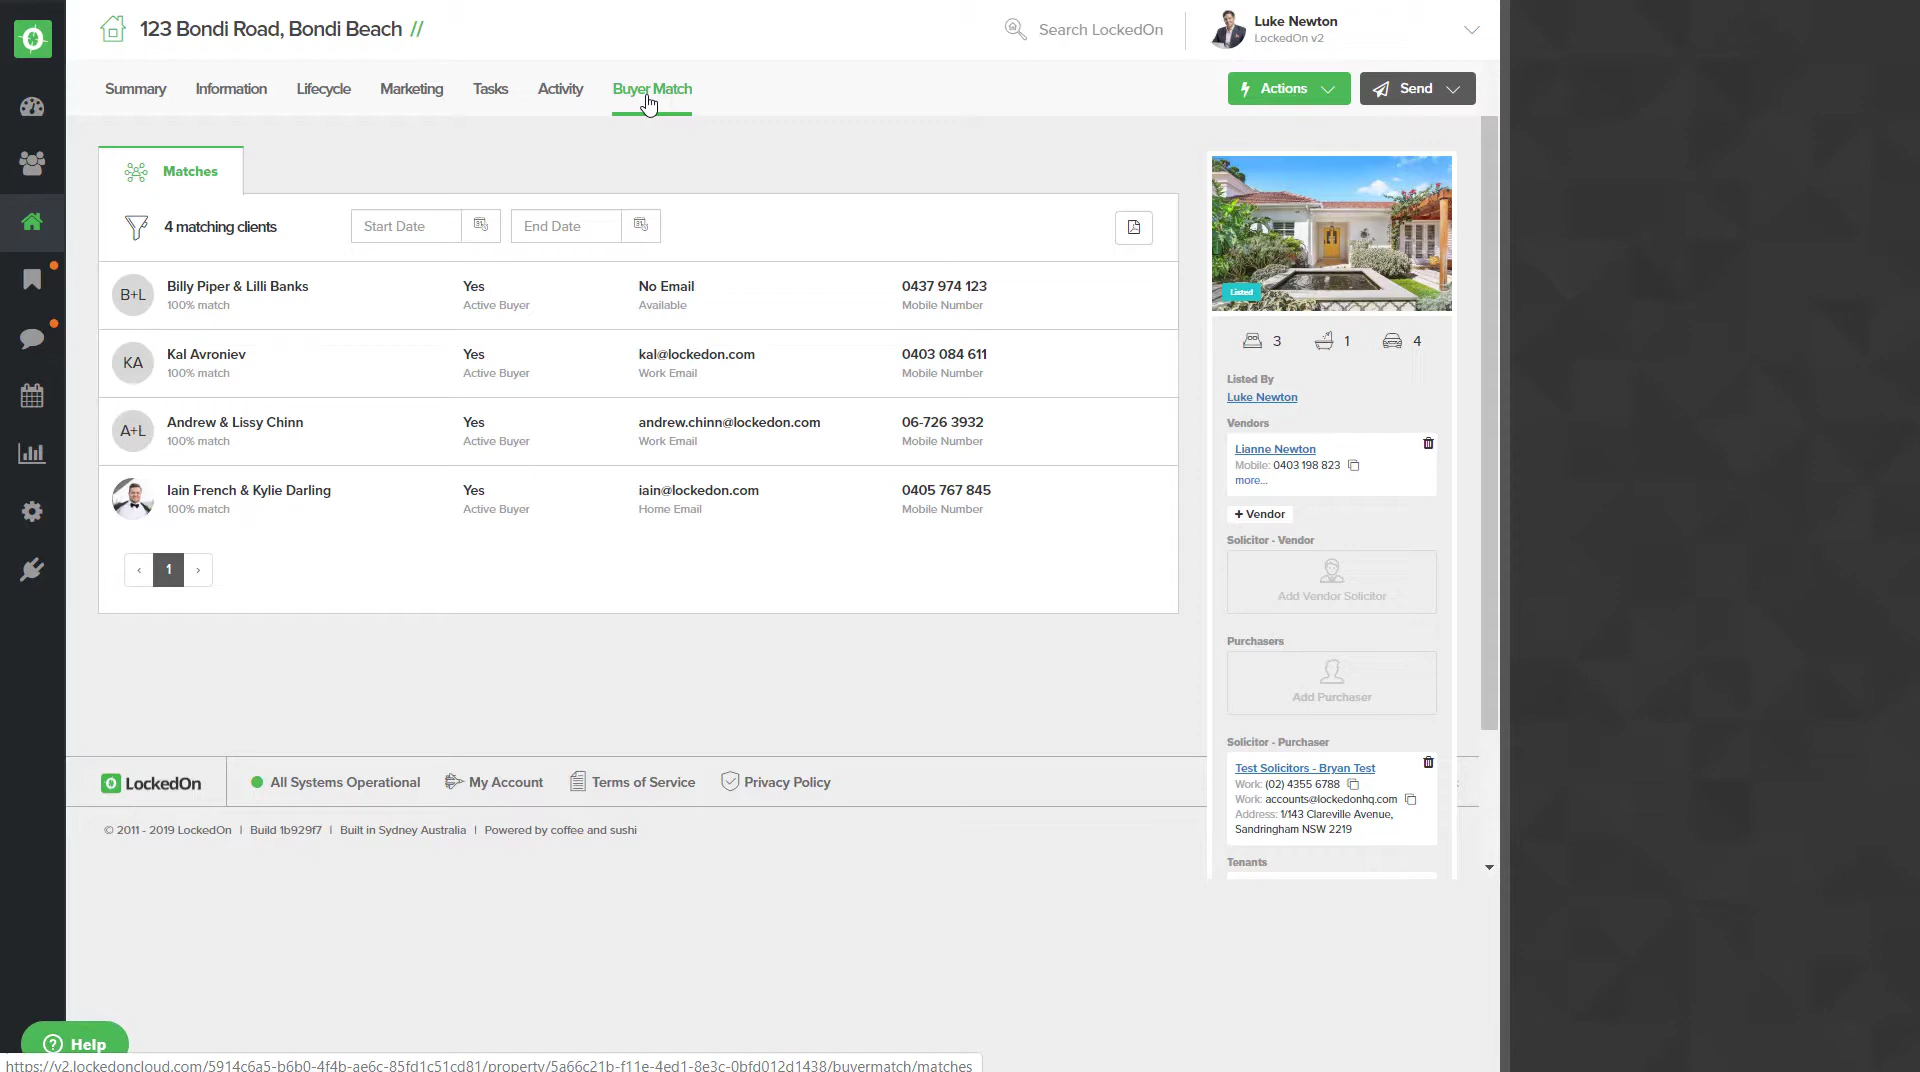 123 Bondi Road, Bondi Beach //
Search LockedOn
Luke Newton
LockedOn v2
Summary Information Lifecycle Marketing Tasks Activity Buyer Match
Actions
Send
Matches
4 matching clients
Start Date
End Date
B+L
Billy Piper & Lilli Banks Yes No Email 0437 974 123
100% match Active Buyer Available Mobile Number
KA
Kal Avroniev Yes kal@lockedon.com 0403 084 611
100% match Active Buyer Work Email Mobile Number
A+L
Andrew & Lissy Chinn Yes andrew.chinn@lockedon.com 06-726 3932
100% match Active Buyer Work Email Mobile Number
Iain French & Kylie Darling Yes iain@lockedon.com 0405 767 845
100% match Active Buyer Home Email Mobile Number
‹ 1 ›
Listed
3 1 4
Listed By
Luke Newton
Vendors
Lianne Newton
Mobile: 0403 198 823
more...
+ Vendor
Solicitor - Vendor
Add Vendor Solicitor
Purchasers
Add Purchaser
Solicitor - Purchaser
Test Solicitors - Bryan Test
Work: (02) 4355 6788
Work: accounts@lockedonhq.com
Address: 1/143 Clareville Avenue,
Sandringham NSW 2219
Tenants
LockedOn All Systems Operational My Account Terms of Service Privacy Policy
© 2011 - 2019 LockedOn | Build 1b929f7 | Built in Sydney Australia | Powered by coffee and sushi
? Help
https://v2.lockedoncloud.com/5914c6a5-b6b0-4f4b-ae6c-85fd1c51cd81/property/5a66c21b-f11e-4ed1-8e3c-0bfd012d1438/buyermatch/matches